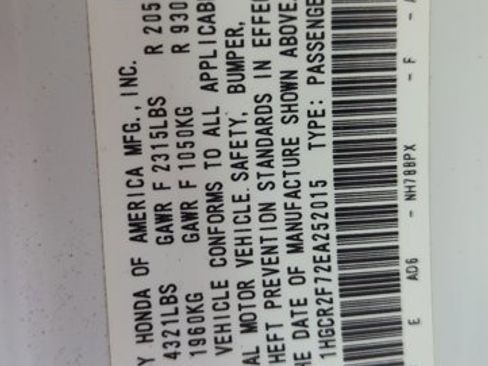 Y HONDA OF AMERICA MFG., INC.
4321LBS GAWR F 2315LBS R 205
1960KG GAWR F 1050KG R 930
VEHICLE CONFORMS TO ALL APPLICAB
AL MOTOR VEHICLE SAFETY, BUMPER,
HEFT PREVENTION STANDARDS IN EFFE
HE DATE OF MANUFACTURE SHOWN ABOVE.
1HGCR2F72EA252015 TYPE: PASSENGE
E AD6 - NH788PX - F - A